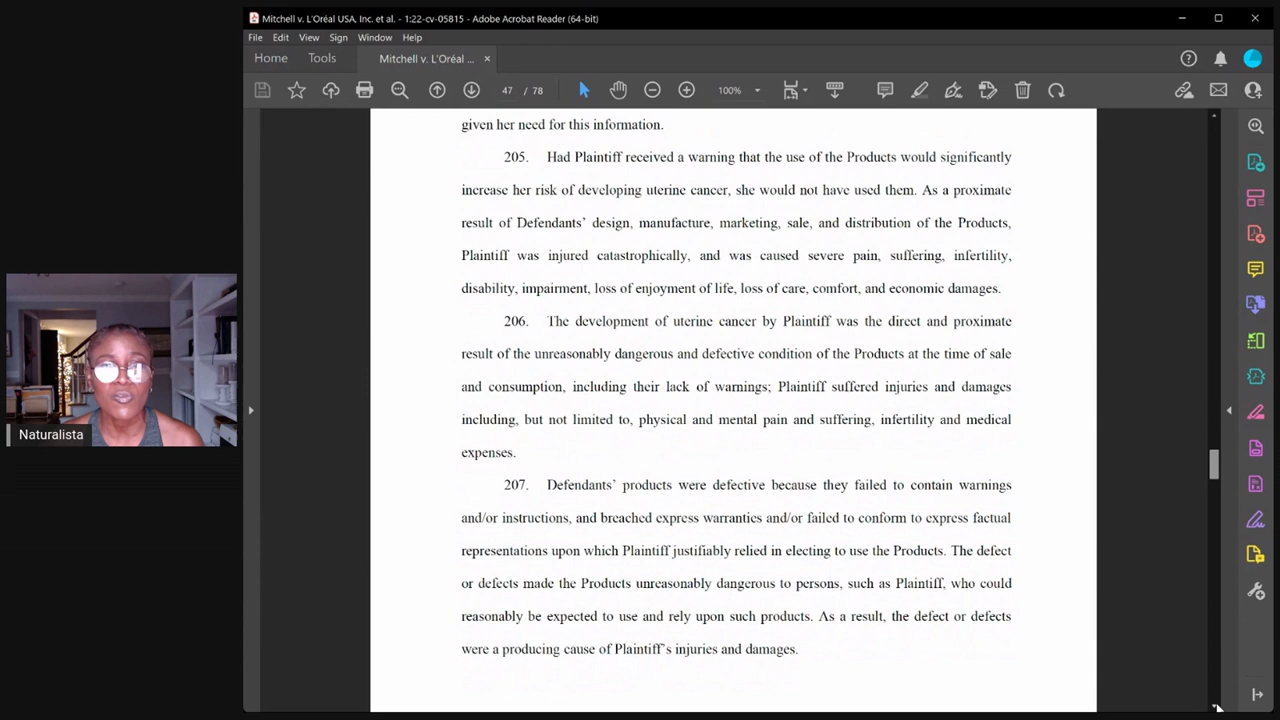 Mitchell v. L'Oréal USA, Inc. et al. - 1:22-cv-05815 - Adobe Acrobat Reader (64-bit)
File Edit View Sign Window Help
Home Tools Mitchell v. L'Oréal ... ×
47 / 78 100%
given her need for this information.
205. Had Plaintiff received a warning that the use of the Products would significantly
increase her risk of developing uterine cancer, she would not have used them. As a proximate
result of Defendants' design, manufacture, marketing, sale, and distribution of the Products,
Plaintiff was injured catastrophically, and was caused severe pain, suffering, infertility,
disability, impairment, loss of enjoyment of life, loss of care, comfort, and economic damages.
206. The development of uterine cancer by Plaintiff was the direct and proximate
result of the unreasonably dangerous and defective condition of the Products at the time of sale
and consumption, including their lack of warnings; Plaintiff suffered injuries and damages
including, but not limited to, physical and mental pain and suffering, infertility and medical
expenses.
207. Defendants' products were defective because they failed to contain warnings
and/or instructions, and breached express warranties and/or failed to conform to express factual
representations upon which Plaintiff justifiably relied in electing to use the Products. The defect
or defects made the Products unreasonably dangerous to persons, such as Plaintiff, who could
reasonably be expected to use and rely upon such products. As a result, the defect or defects
were a producing cause of Plaintiff's injuries and damages.
Naturalista